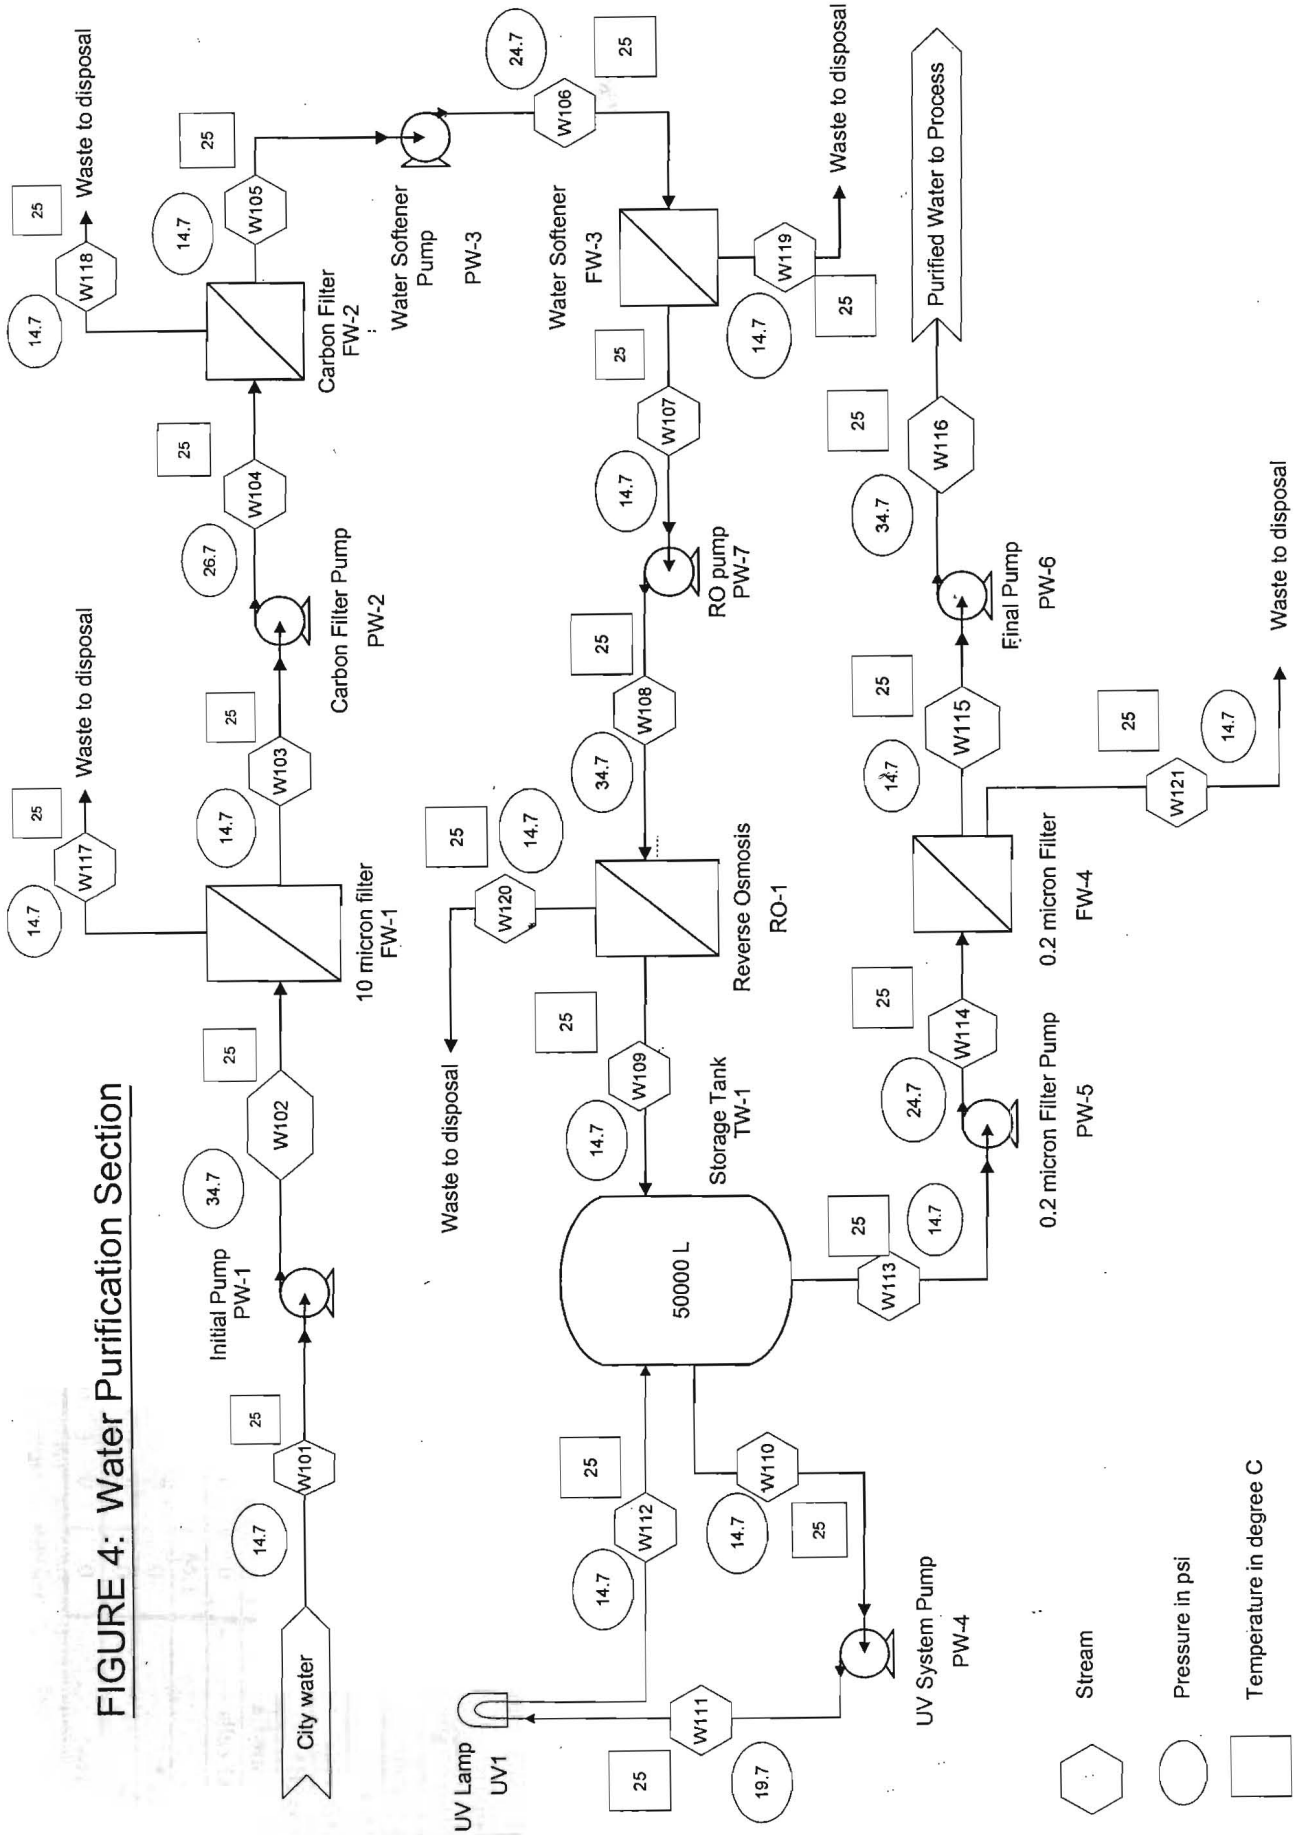 FIGURE 4: Water Purification Section
City water
14.7
W101
25
Initial Pump
PW-1
34.7
W102
25
10 micron filter
FW-1
14.7
W117
25
Waste to disposal
14.7
W103
25
Carbon Filter Pump
PW-2
26.7
W104
25
Carbon Filter
FW-2
14.7
W118
25
Waste to disposal
14.7
W105
25
Water Softener
Pump
PW-3
24.7
W106
25
Water Softener
FW-3
14.7
W119
25
Waste to disposal
25
W107
14.7
RO pump
PW-7
25
W108
34.7
Reverse Osmosis
RO-1
25
14.7
W120
Waste to disposal
25
W109
14.7
Storage Tank
TW-1
50000 L
14.7
W110
25
UV System Pump
PW-4
25
W111
19.7
UV Lamp
UV1
14.7
W112
25
25
W113
14.7
0.2 micron Filter Pump
PW-5
24.7
W114
25
0.2 micron Filter
FW-4
25
W121
14.7
Waste to disposal
14.7
W115
25
Final Pump
PW-6
34.7
W116
25
Purified Water to Process
Stream
Pressure in psi
Temperature in degree C